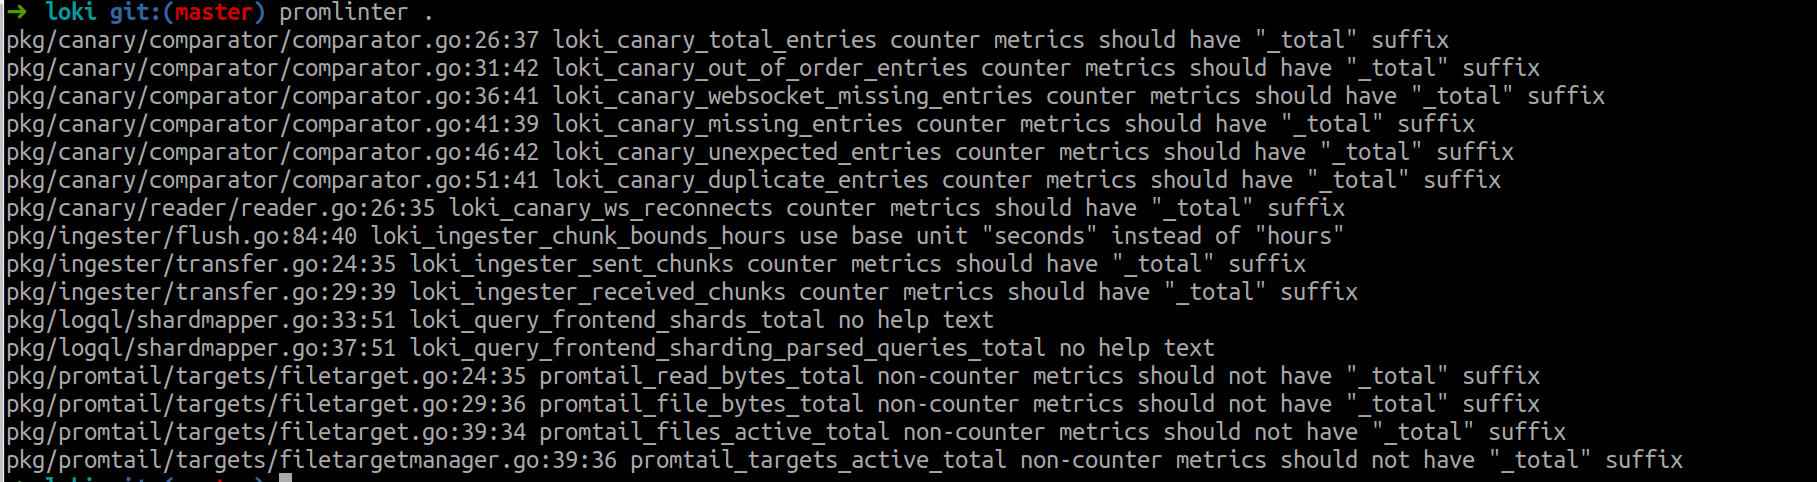 ➜ loki git:(master) promlinter .
pkg/canary/comparator/comparator.go:26:37 loki_canary_total_entries counter metrics should have "_total" suffix
pkg/canary/comparator/comparator.go:31:42 loki_canary_out_of_order_entries counter metrics should have "_total" suffix
pkg/canary/comparator/comparator.go:36:41 loki_canary_websocket_missing_entries counter metrics should have "_total" suffix
pkg/canary/comparator/comparator.go:41:39 loki_canary_missing_entries counter metrics should have "_total" suffix
pkg/canary/comparator/comparator.go:46:42 loki_canary_unexpected_entries counter metrics should have "_total" suffix
pkg/canary/comparator/comparator.go:51:41 loki_canary_duplicate_entries counter metrics should have "_total" suffix
pkg/canary/reader/reader.go:26:35 loki_canary_ws_reconnects counter metrics should have "_total" suffix
pkg/ingester/flush.go:84:40 loki_ingester_chunk_bounds_hours use base unit "seconds" instead of "hours"
pkg/ingester/transfer.go:24:35 loki_ingester_sent_chunks counter metrics should have "_total" suffix
pkg/ingester/transfer.go:29:39 loki_ingester_received_chunks counter metrics should have "_total" suffix
pkg/logql/shardmapper.go:33:51 loki_query_frontend_shards_total no help text
pkg/logql/shardmapper.go:37:51 loki_query_frontend_sharding_parsed_queries_total no help text
pkg/promtail/targets/filetarget.go:24:35 promtail_read_bytes_total non-counter metrics should not have "_total" suffix
pkg/promtail/targets/filetarget.go:29:36 promtail_file_bytes_total non-counter metrics should not have "_total" suffix
pkg/promtail/targets/filetarget.go:39:34 promtail_files_active_total non-counter metrics should not have "_total" suffix
pkg/promtail/targets/filetargetmanager.go:39:36 promtail_targets_active_total non-counter metrics should not have "_total" suffix